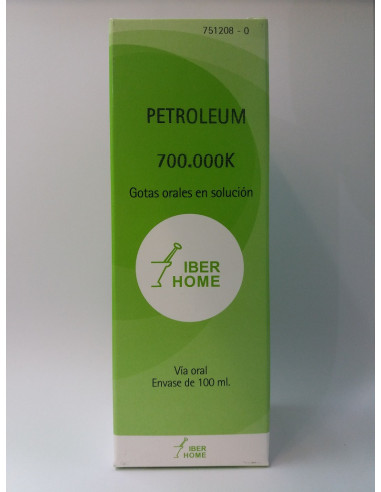 751208 - 0
PETROLEUM
700.000K
Gotas orales en solución
IBER
HOME
Vía oral
Envase de 100 ml.
IBER
HOME